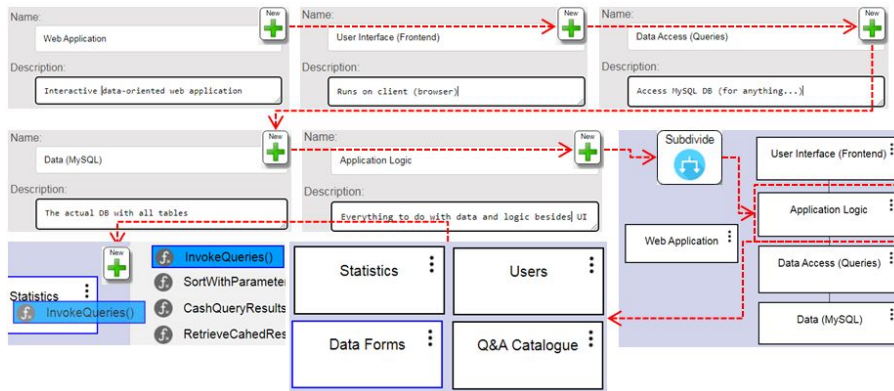 Name:
New
Web Application
Description:
Interactive data-oriented web application
Name:
New
User Interface (Frontend)
Description:
Runs on client (browser)
Name:
New
Data Access (Queries)
Description:
Access MySQL DB (for anything...)
Name:
New
Data (MySQL)
Description:
The actual DB with all tables
Name:
New
Application Logic
Description:
Everything to do with data and logic besides UI
Subdivide
Web Application
User Interface (Frontend)
Application Logic
Data Access (Queries)
Data (MySQL)
New
Statistics
InvokeQueries()
InvokeQueries()
SortWithParameter
CashQueryResults
RetrieveCahedRes
Statistics
Users
Data Forms
Q&A Catalogue